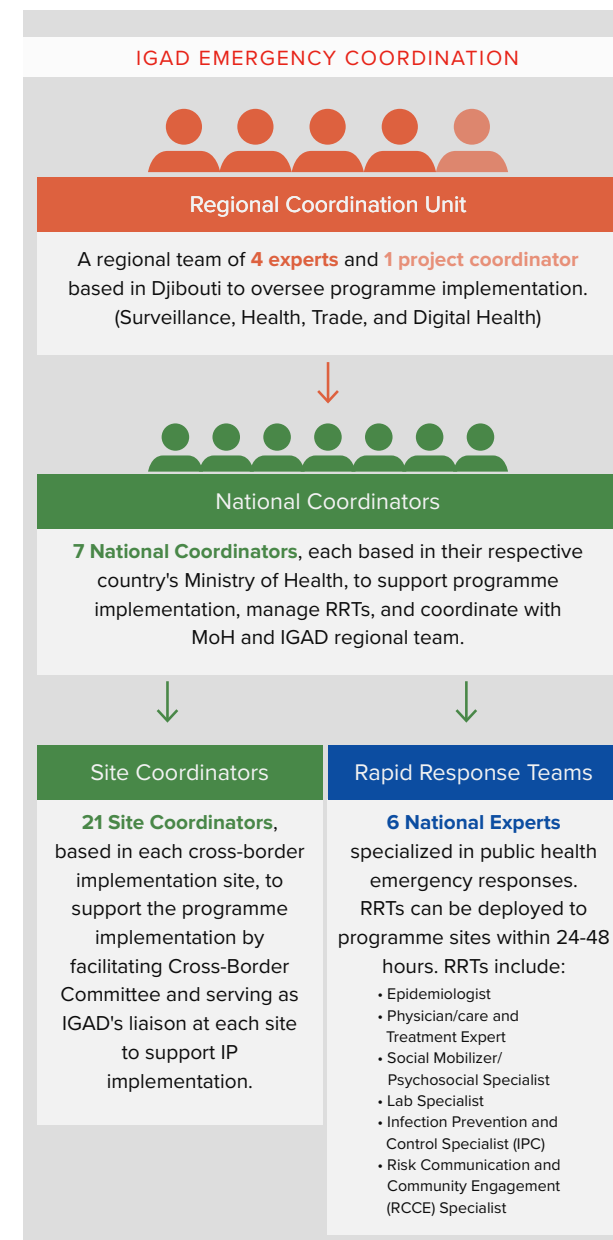 IGAD EMERGENCY COORDINATION
Regional Coordination Unit
A regional team of 4 experts and 1 project coordinator
based in Djibouti to oversee programme implementation.
(Surveillance, Health, Trade, and Digital Health)
National Coordinators
7 National Coordinators, each based in their respective
country's Ministry of Health, to support programme
implementation, manage RRTs, and coordinate with
MoH and IGAD regional team.
Site Coordinators
21 Site Coordinators,
based in each cross-border
implementation site, to
support the programme
implementation by
facilitating Cross-Border
Committee and serving as
IGAD's liaison at each site
to support IP
implementation.
Rapid Response Teams
6 National Experts
specialized in public health
emergency responses.
RRTs can be deployed to
programme sites within 24-48
hours. RRTs include:
• Epidemiologist
• Physician/care and
Treatment Expert
• Social Mobilizer/
Psychosocial Specialist
• Lab Specialist
• Infection Prevention and
Control Specialist (IPC)
• Risk Communication and
Community Engagement
(RCCE) Specialist